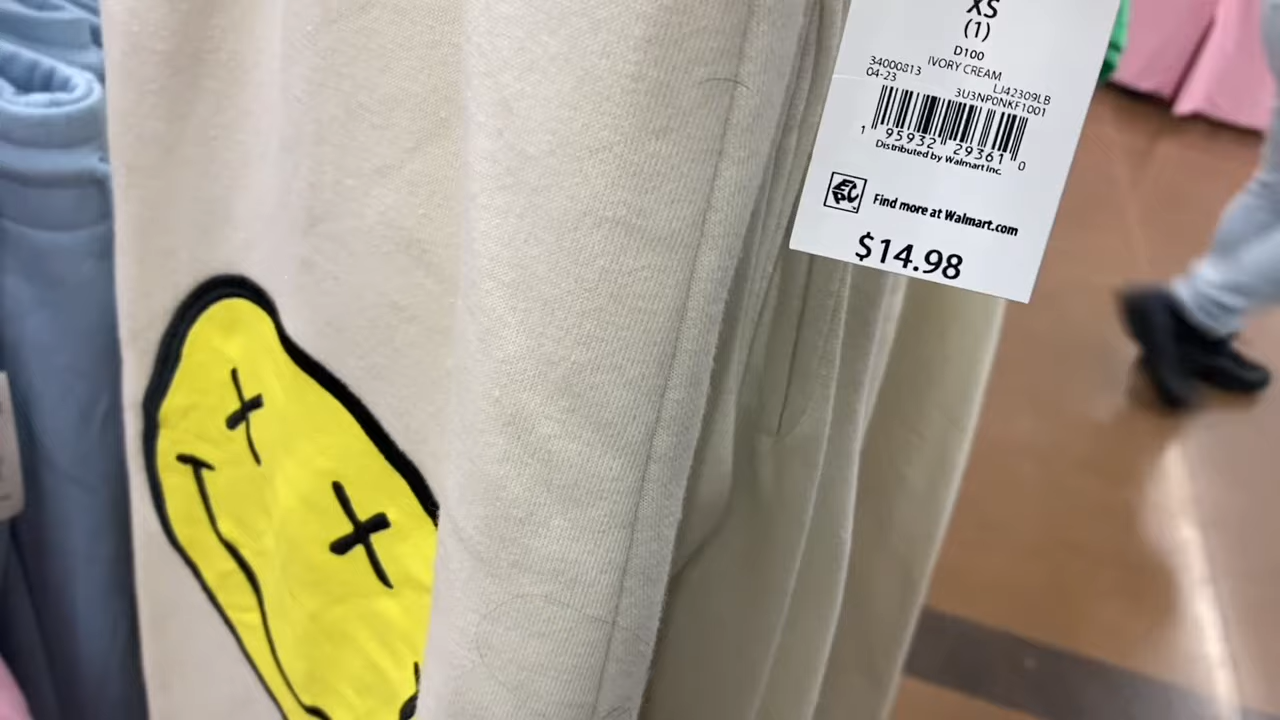 XS
(1)
D100
IVORY CREAM
34000813
04-23
LJ42309LB
3U3NP0NKF1001
1 95932 29361 0
Distributed by Walmart Inc.
EPC
Find more at Walmart.com
$14.98